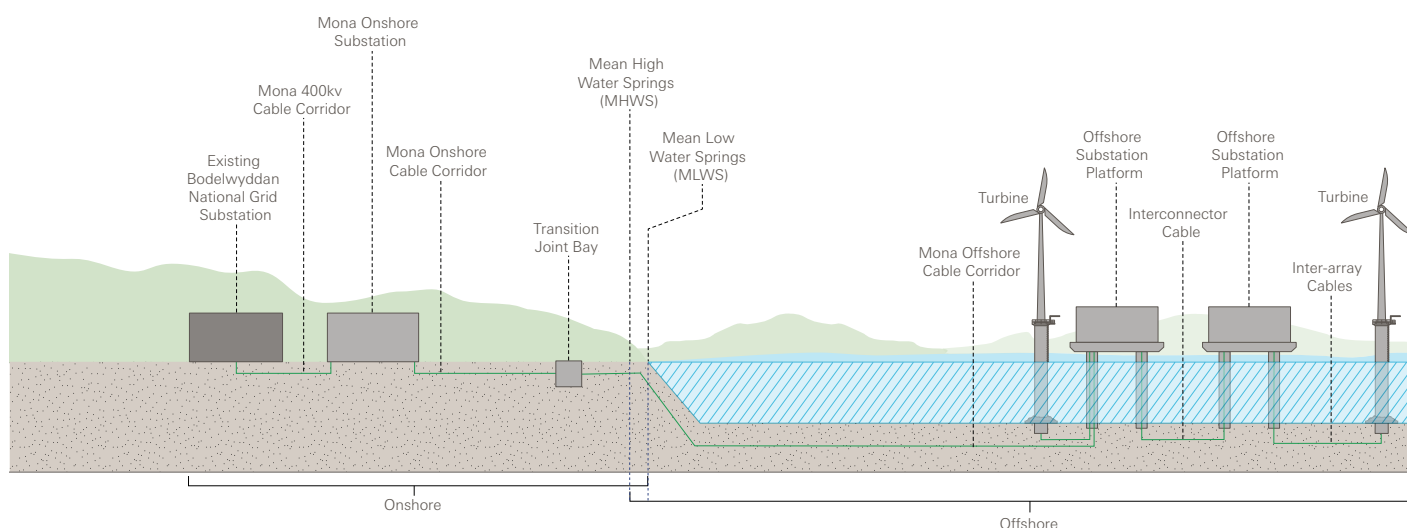 Mona Onshore
Substation
Mean High
Water Springs
(MHWS)
Mona 400kv
Cable Corridor
Mean Low
Water Springs
(MLWS)
Offshore
Substation
Platform
Offshore
Substation
Platform
Existing
Bodelwyddan
National Grid
Substation
Mona Onshore
Cable Corridor
Turbine
Turbine
Interconnector
Cable
Transition
Joint Bay
Mona Offshore
Cable Corridor
Inter-array
Cables
Onshore
Offshore